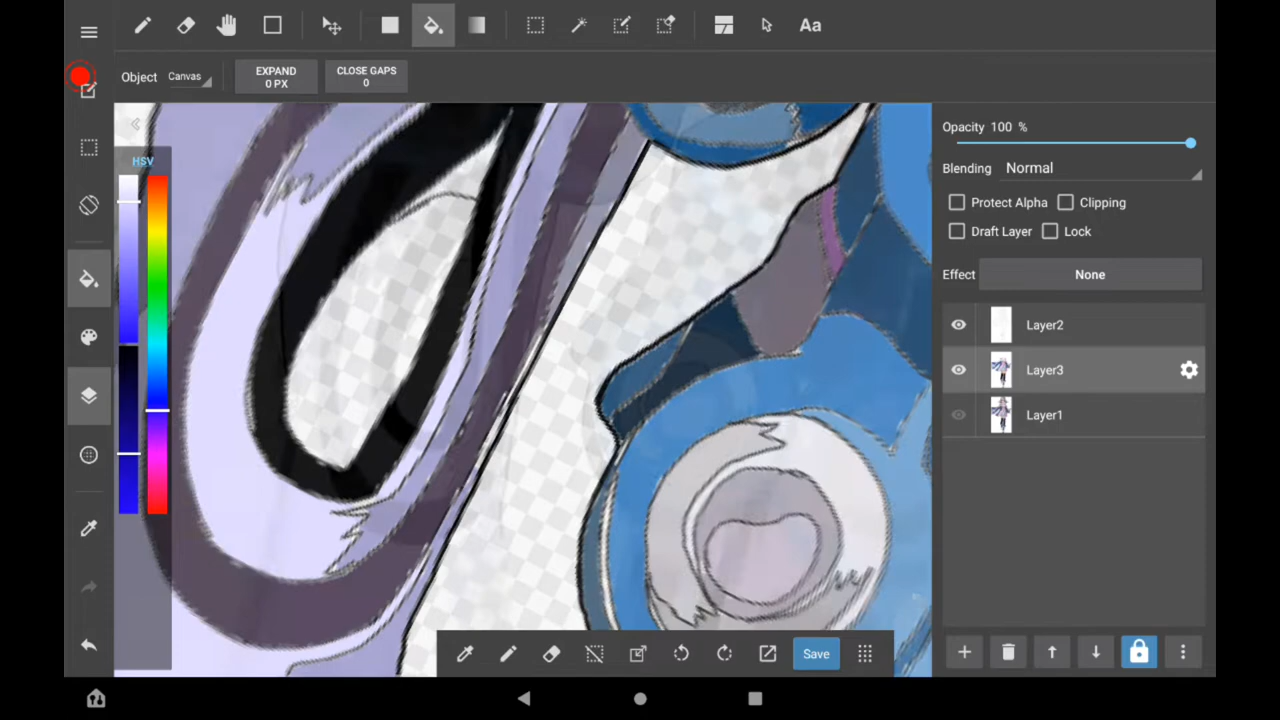 Aa
Object Canvas
EXPAND
0 PX
CLOSE GAPS
0
HSV
Opacity 100 %
Blending Normal
Protect Alpha Clipping
Draft Layer Lock
Effect None
Layer2
Layer3
Layer1
Save